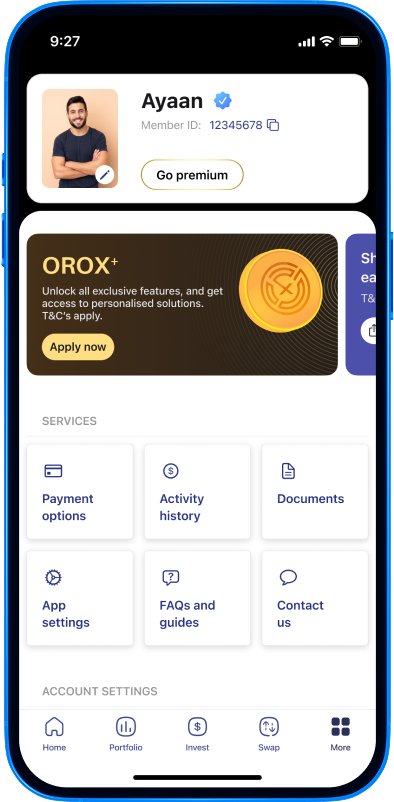 9:27
Ayaan
Member ID: 12345678
Go premium
OROX+
Unlock all exclusive features, and get
access to personalised solutions.
T&C's apply.
Apply now
Sh
ea
T&
SERVICES
Payment
options
Activity
history
Documents
App
settings
FAQs and
guides
Contact
us
ACCOUNT SETTINGS
Home
Portfolio
Invest
Swap
More